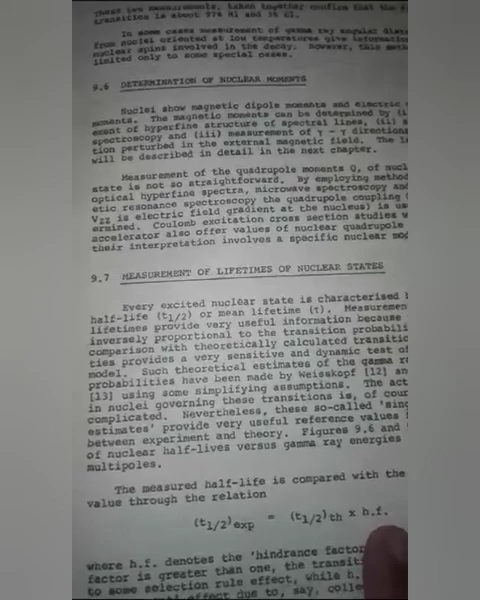 These two measurements, taken together confirm that the
transition is about 97% M1 and 3% E2.
In some cases measurement of gamma ray angular
from nuclei oriented at low temperatures give
nuclear spins involved in the decay. However, this
limited only to some special cases.
9.6 DETERMINATION OF NUCLEAR MOMENTS
Nuclei show magnetic dipole moments and electric
moments. The magnetic moments can be determined by (i
ement of hyperfine structure of spectral lines, (ii)
spectroscopy and (iii) measurement of γ - γ directiona
tion perturbed in the external magnetic field. The
will be described in detail in the next chapter.
Measurement of the quadrupole moments Q, of nucl
state is not so straightforward. By employing method
optical hyperfine spectra, microwave spectroscopy and
etic resonance spectroscopy the quadrupole coupling (
VZZ is electric field gradient at the nucleus) is
ermined. Coulomb excitation cross section studies
accelerator also offer values of nuclear quadrupole
their interpretation involves a specific nuclear mod
9.7 MEASUREMENT OF LIFETIMES OF NUCLEAR STATES
Every excited nuclear state is characterised
half-life (t1/2) or mean lifetime (τ). Measuremen
lifetimes provide very useful information because
inversely proportional to the transition probabili
comparison with theoretically calculated transitio
ties provides a very sensitive and dynamic test of
model. Such theoretical estimates of the gamma
probabilities have been made by Weisskopf [12] an
[13] using some simplifying assumptions. The act
in nuclei governing these transitions is, of cour
complicated. Nevertheless, these so-called 'sing
estimates' provide very useful reference values
between experiment and theory. Figures 9.6 and
of nuclear half-lives versus gamma ray energies
multipoles.
The measured half-life is compared with the
value through the relation
(t1/2)exp = (t1/2)th x h.f.
where h.f. denotes the 'hindrance factor
factor is greater than one, the transiti
to some selection rule effect, while h.
effect due to, say, colle